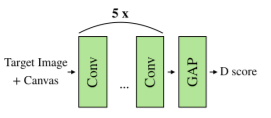 5 x
Target Image
+ Canvas
Conv
...
Conv
GAP
D score